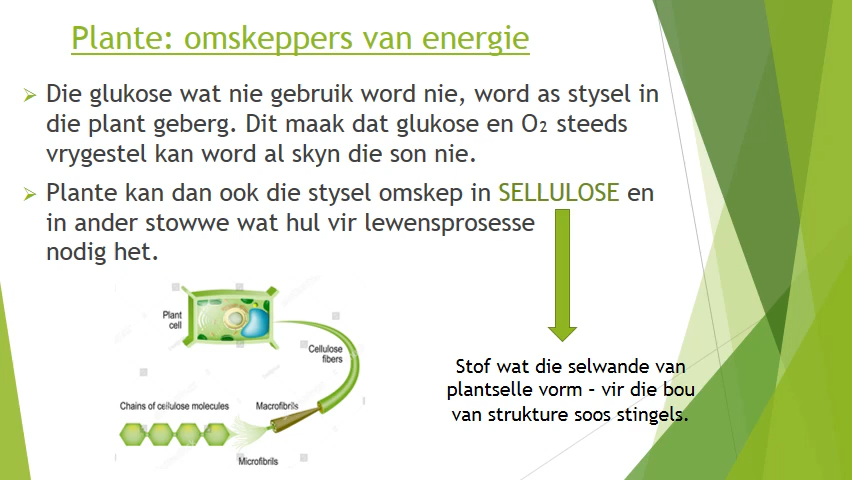 Plante: omskeppers van energie
Die glukose wat nie gebruik word nie, word as stysel in
die plant geberg. Dit maak dat glukose en O₂ steeds
vrygestel kan word al skyn die son nie.
Plante kan dan ook die stysel omskep in SELLULOSE en
in ander stowwe wat hul vir lewensprosesse
nodig het.
Plant
cell
Cellulose
fibers
Chains of cellulose molecules
Macrofibrils
Microfibrils
Stof wat die selwande van
plantselle vorm – vir die bou
van strukture soos stingels.